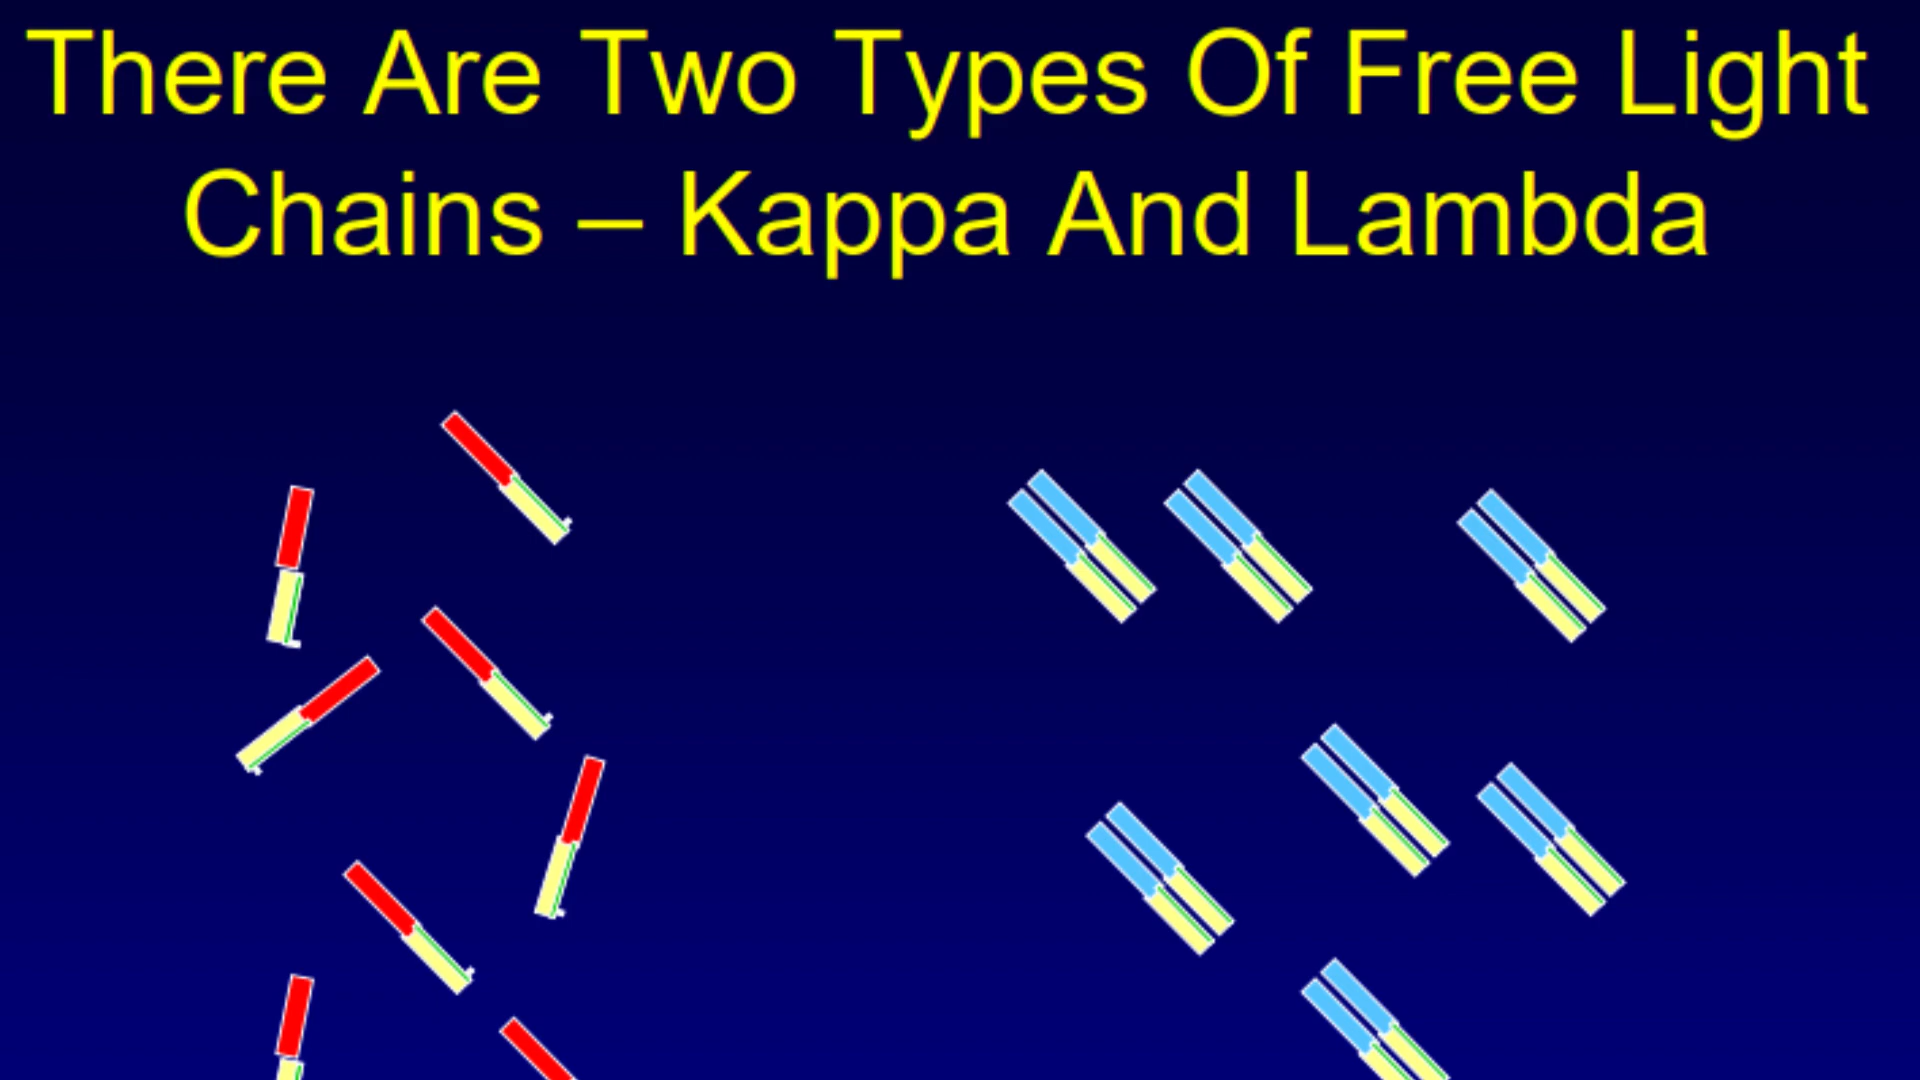 There Are Two Types Of Free Light
Chains – Kappa And Lambda